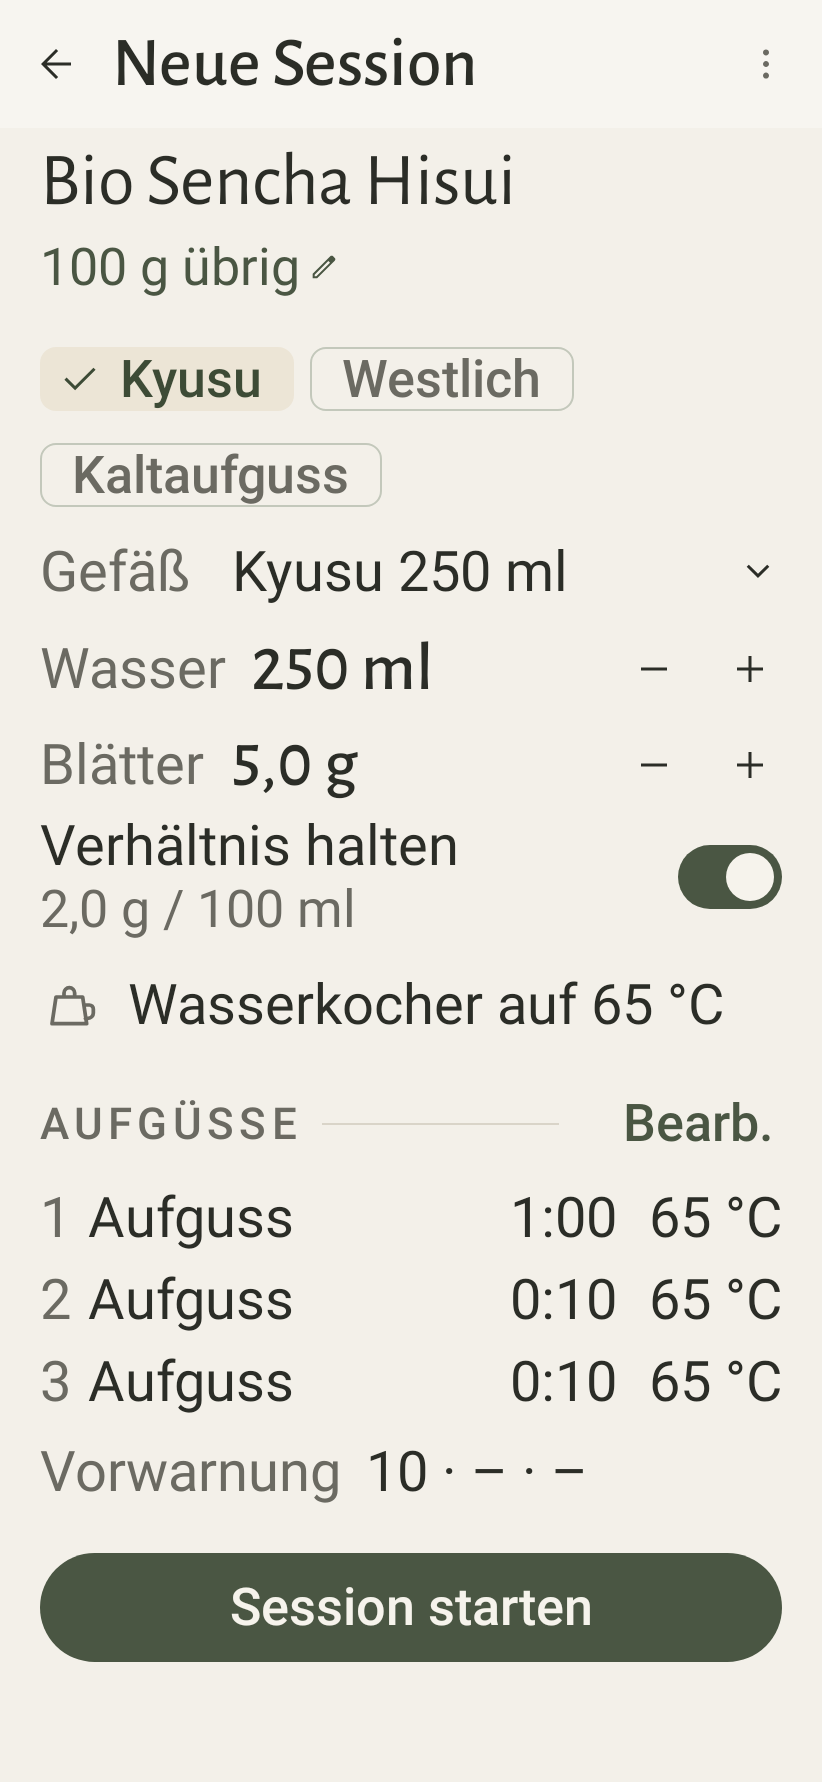 Neue Session
Bio Sencha Hisui
100 g übrig
Kyusu Westlich
Kaltaufguss
Gefäß Kyusu 250 ml
Wasser 250 ml − +
Blätter 5,0 g − +
Verhältnis halten
2,0 g / 100 ml
Wasserkocher auf 65 °C
AUFGÜSSE Bearb.
1 Aufguss 1:00 65 °C
2 Aufguss 0:10 65 °C
3 Aufguss 0:10 65 °C
Vorwarnung 10 · – · –
Session starten